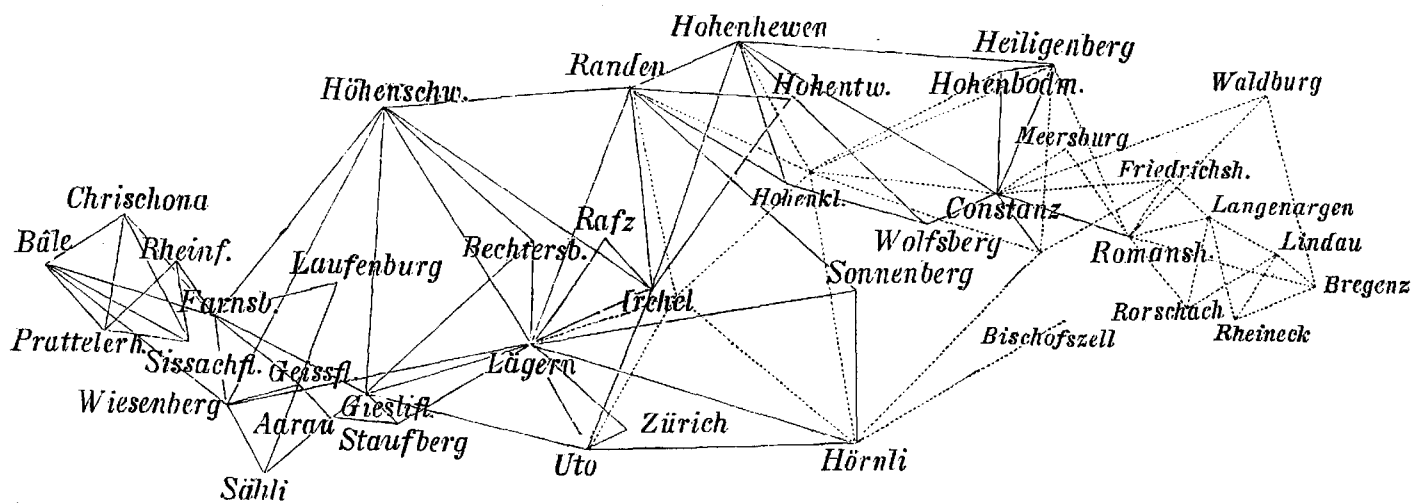 Hohenhewen
Heiligenberg
Randen
Hohentw.
Hohenbodm.
Waldburg
Höhenschw.
Meersburg
Friedrichsh.
Chrischona
Hohenkl.
Constanz
Langenargen
Bâle
Rheinf.
Laufenburg
Bechtersb.
Rafz
Wolfsberg
Romansh.
Lindau
Sonnenberg
Bregenz
Farnsb.
Irchel
Rorschach
Rheineck
Prattelerh.
Sissachfl.
Geissfl.
Lägern
Bischofszell
Wiesenberg
Gieslifl.
Aarau
Staufberg
Zürich
Uto
Hörnli
Sähli